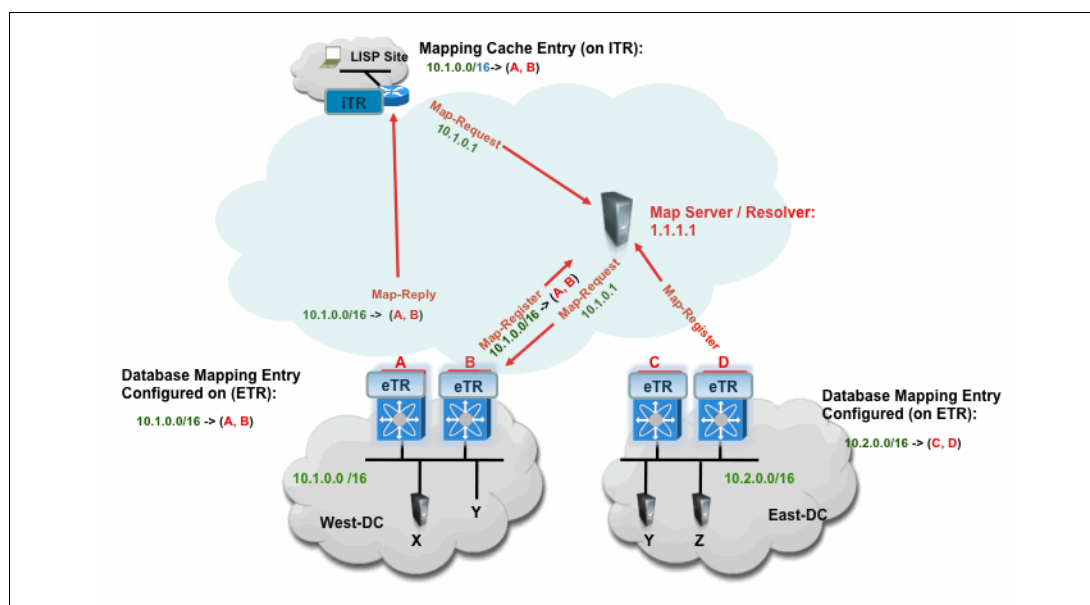 Mapping Cache Entry (on ITR):
10.1.0.0/16-> (A, B)
LISP Site
iTR
Map-Request
10.1.0.1
Map Server / Resolver:
1.1.1.1
Map-Reply
10.1.0.0/16 -> (A, B)
Map-Register
10.1.0.0/16 -> (A, B)
Map-Request
10.1.0.1
Map-Register
Database Mapping Entry
Configured on (ETR):
10.1.0.0/16 -> (A, B)
A
B
eTR
eTR
C
D
eTR
eTR
Database Mapping Entry
Configured (on ETR):
10.2.0.0/16 -> (C, D)
10.1.0.0 /16
Y
West-DC
X
10.2.0.0/16
East-DC
Y
Z